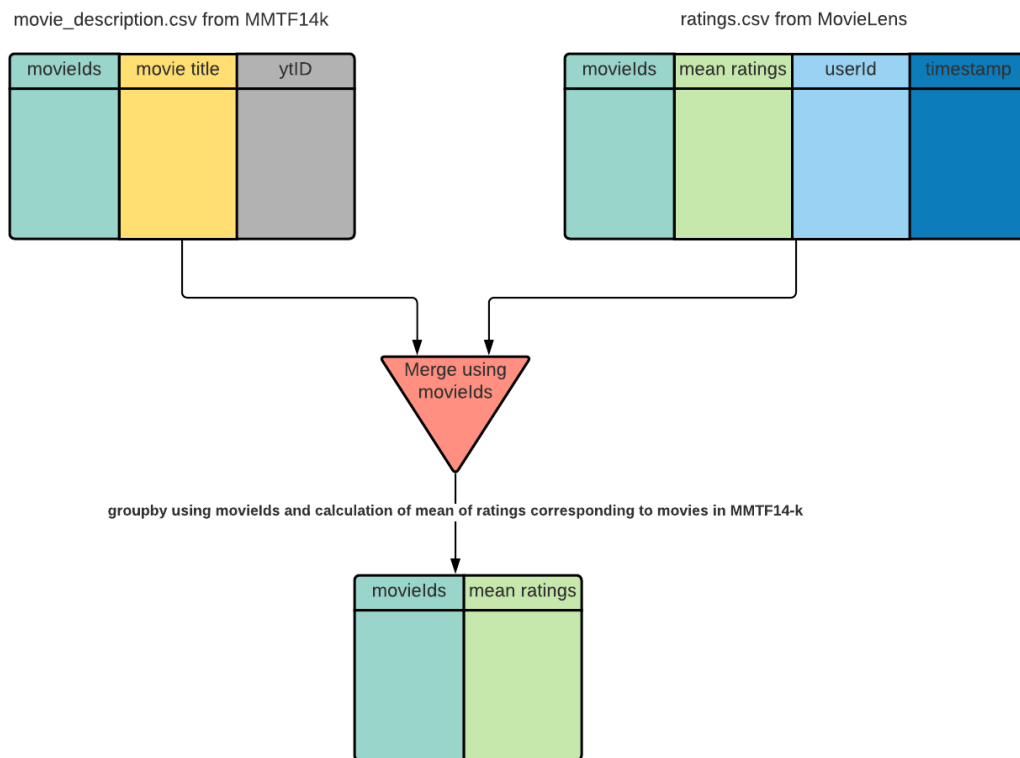 movie_description.csv from MMTF14k
ratings.csv from MovieLens
movieIds movie title ytID
movieIds mean ratings userId timestamp
Merge using
movieIds
groupby using movieIds and calculation of mean of ratings corresponding to movies in MMTF14-k
movieIds mean ratings